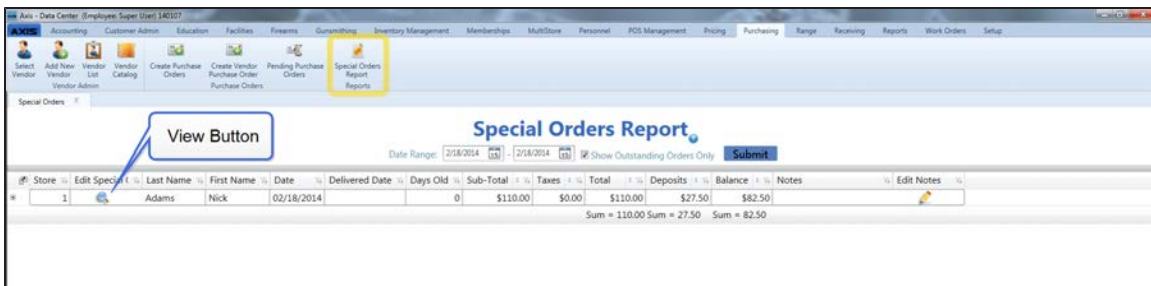 Axis - Data Center (Employee: Super User) 140107
AXIS Accounting Customer Admin Education Facilities Firearms Gunsmithing Inventory Management Memberships MultiStore Personnel POS Management Pricing Purchasing Range Receiving Reports Work Orders Setup
Select Vendor Add New Vendor Vendor List Vendor Catalog Create Purchase Orders Create Vendor Purchase Order Pending Purchase Orders Special Orders Report
Vendor Admin Purchase Orders Reports
Special Orders X
View Button
Special Orders Report
Date Range: 2/18/2014 15 - 2/18/2014 15 Show Outstanding Orders Only Submit
Store Edit Special Last Name First Name Date Delivered Date Days Old Sub-Total Taxes Total Deposits Balance Notes Edit Notes
1 Adams Nick 02/18/2014 0 $110.00 $0.00 $110.00 $27.50 $82.50
Sum = 110.00 Sum = 27.50 Sum = 82.50